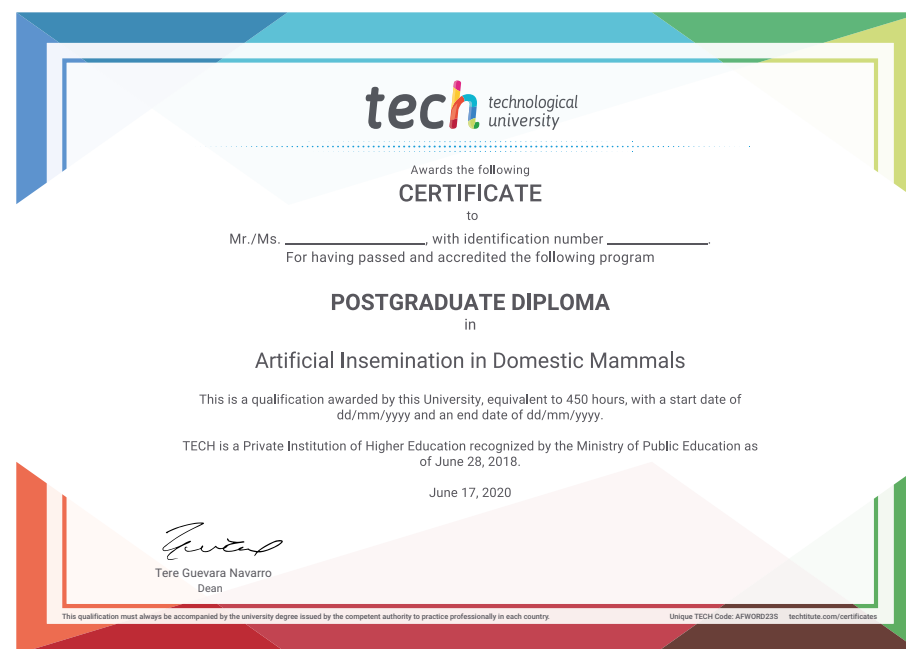 tech technological
university
Awards the following
CERTIFICATE
to
Mr./Ms. ____________________, with identification number ______________.
For having passed and accredited the following program
POSTGRADUATE DIPLOMA
in
Artificial Insemination in Domestic Mammals
This is a qualification awarded by this University, equivalent to 450 hours, with a start date of
dd/mm/yyyy and an end date of dd/mm/yyyy.
TECH is a Private Institution of Higher Education recognized by the Ministry of Public Education as
of June 28, 2018.
June 17, 2020
Tere Guevara Navarro
Dean
This qualification must always be accompanied by the university degree issued by the competent authority to practice professionally in each country.
Unique TECH Code: AFWORD23S techtitute.com/certificates